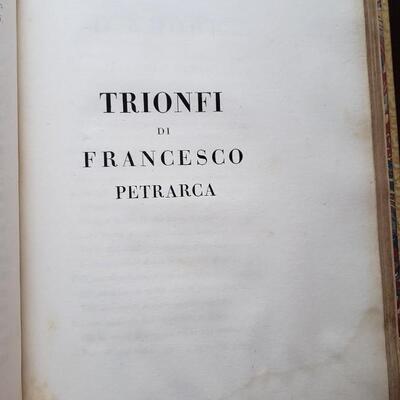 TRIONFI
DI
FRANCESCO
PETRARCA